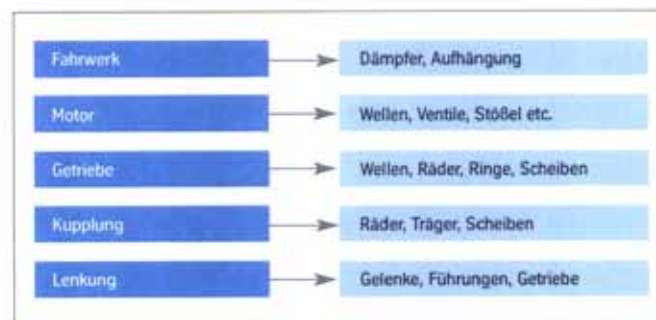 Fahrwerk
Dämpfer, Aufhängung
Motor
Wellen, Ventile, Stößel etc.
Getriebe
Wellen, Räder, Ringe, Scheiben
Kupplung
Räder, Träger, Scheiben
Lenkung
Gelenke, Führungen, Getriebe